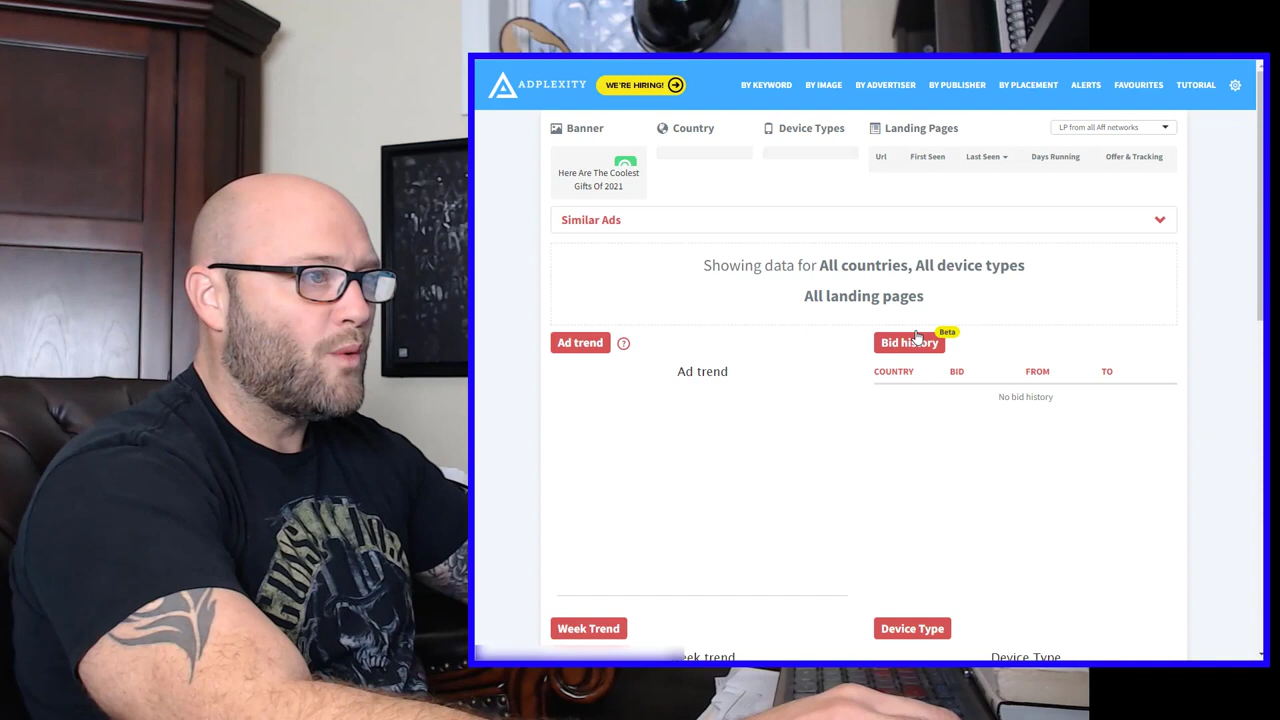 ADPLEXITY
WE'RE HIRING!
BY KEYWORD
BY IMAGE
BY ADVERTISER
BY PUBLISHER
BY PLACEMENT
ALERTS
FAVOURITES
TUTORIAL
Banner
Country
Device Types
Landing Pages
LP from all Aff networks
Url
First Seen
Last Seen
Days Running
Offer & Tracking
Here Are The Coolest
Gifts Of 2021
Similar Ads
Showing data for All countries, All device types
All landing pages
Ad trend
?
Bid history
Beta
Ad trend
COUNTRY
BID
FROM
TO
No bid history
Week Trend
Device Type
eek trend
Device Type
GUNS N'